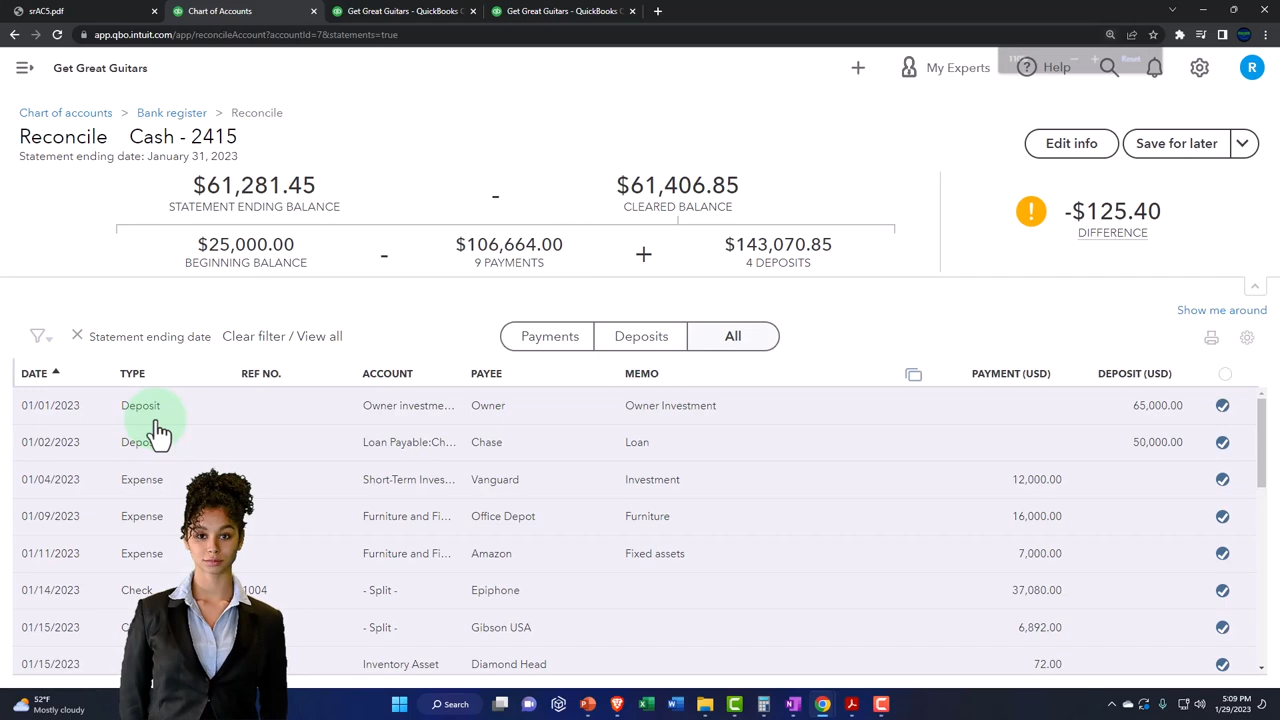 srAC5.pdf
Chart of Accounts
Get Great Guitars - QuickBooks C
Get Great Guitars - QuickBooks C
app.qbo.intuit.com/app/reconcileAccount?accountId=7&statements=true
Get Great Guitars
My Experts
Help
Reset
R
Chart of accounts > Bank register > Reconcile
Reconcile Cash - 2415
Statement ending date: January 31, 2023
Edit info
Save for later
$61,281.45
STATEMENT ENDING BALANCE
-
$61,406.85
CLEARED BALANCE
-$125.40
DIFFERENCE
$25,000.00
BEGINNING BALANCE
-
$106,664.00
9 PAYMENTS
+
$143,070.85
4 DEPOSITS
Show me around
Statement ending date
Clear filter / View all
Payments Deposits All
DATE TYPE REF NO. ACCOUNT PAYEE MEMO PAYMENT (USD) DEPOSIT (USD)
01/01/2023 Deposit Owner investme... Owner Owner Investment 65,000.00
01/02/2023 Loan Payable:Ch... Chase Loan 50,000.00
01/04/2023 Expense Short-Term Inves... Vanguard Investment 12,000.00
01/09/2023 Expense Furniture and Fi... Office Depot Furniture 16,000.00
01/11/2023 Expense Furniture and Fi... Amazon Fixed assets 7,000.00
01/14/2023 Check 1004 - Split - Epiphone 37,080.00
01/15/2023 - Split - Gibson USA 6,892.00
01/15/2023 Inventory Asset Diamond Head 72.00
52°F
Mostly cloudy
Search
5:09 PM
1/29/2023